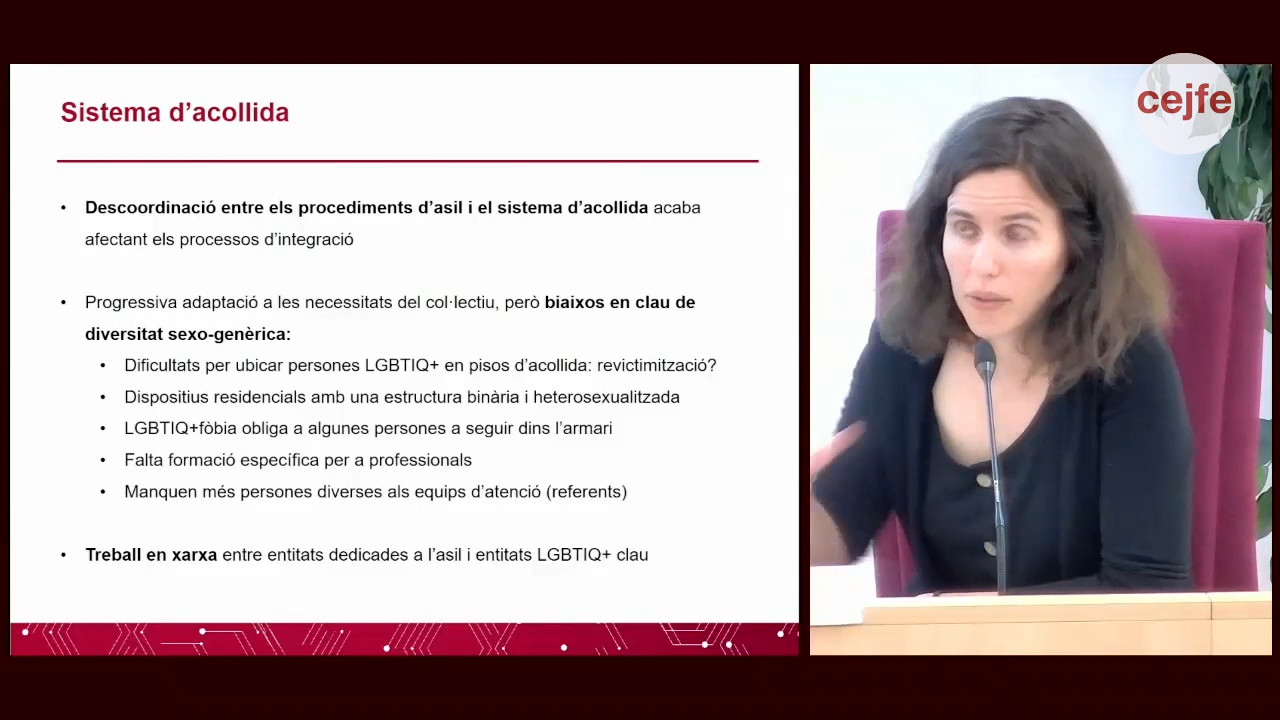 Sistema d'acollida
• Descoordinació entre els procediments d'asil i el sistema d'acollida acaba
afectant els processos d'integració
• Progressiva adaptació a les necessitats del col·lectiu, però biaixos en clau de
diversitat sexo-genèrica:
• Dificultats per ubicar persones LGBTIQ+ en pisos d'acollida: revictimització?
• Dispositius residencials amb una estructura binària i heterosexualitzada
• LGBTIQ+fòbia obliga a algunes persones a seguir dins l'armari
• Falta formació específica per a professionals
• Manquen més persones diverses als equips d'atenció (referents)
• Treball en xarxa entre entitats dedicades a l'asil i entitats LGBTIQ+ clau
cejfe